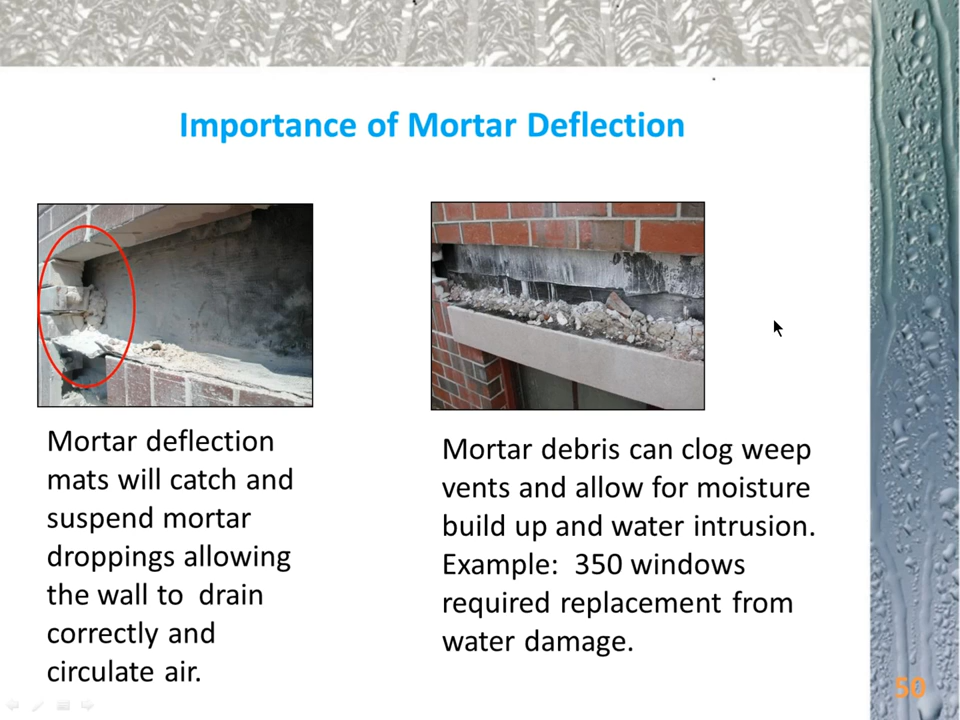 Importance of Mortar Deflection
Mortar deflection
mats will catch and
suspend mortar
droppings allowing
the wall to  drain
correctly and
circulate air.
Mortar debris can clog weep
vents and allow for moisture
build up and water intrusion.
Example:  350 windows
required replacement from
water damage.
50